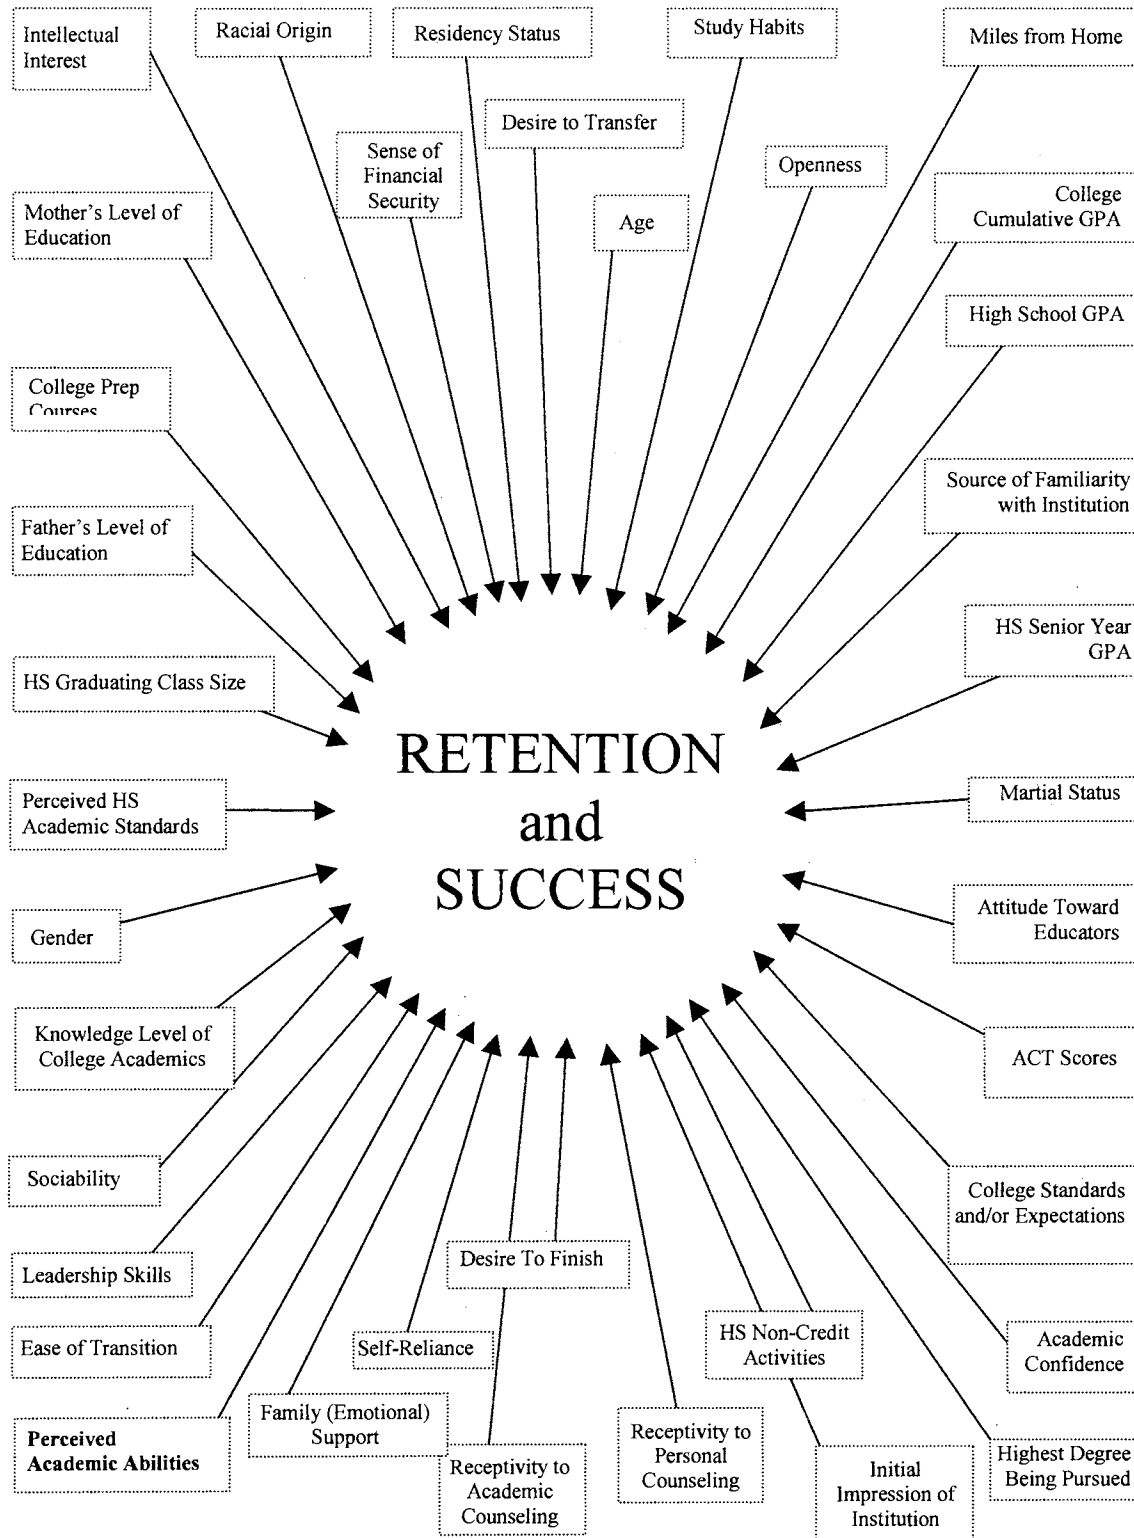 Intellectual
Interest
Racial Origin
Residency Status
Study Habits
Miles from Home
Desire to Transfer
Sense of
Financial
Security
Openness
Mother's Level of
Education
Age
College
Cumulative GPA
High School GPA
College Prep
Courses
Source of Familiarity
with Institution
Father's Level of
Education
HS Senior Year
GPA
HS Graduating Class Size
RETENTION
and
SUCCESS
Perceived HS
Academic Standards
Martial Status
Gender
Attitude Toward
Educators
Knowledge Level of
College Academics
ACT Scores
Sociability
College Standards
and/or Expectations
Leadership Skills
Desire To Finish
Ease of Transition
Self-Reliance
HS Non-Credit
Activities
Academic
Confidence
Perceived
Academic Abilities
Family (Emotional)
Support
Receptivity to
Academic
Counseling
Receptivity to
Personal
Counseling
Initial
Impression of
Institution
Highest Degree
Being Pursued